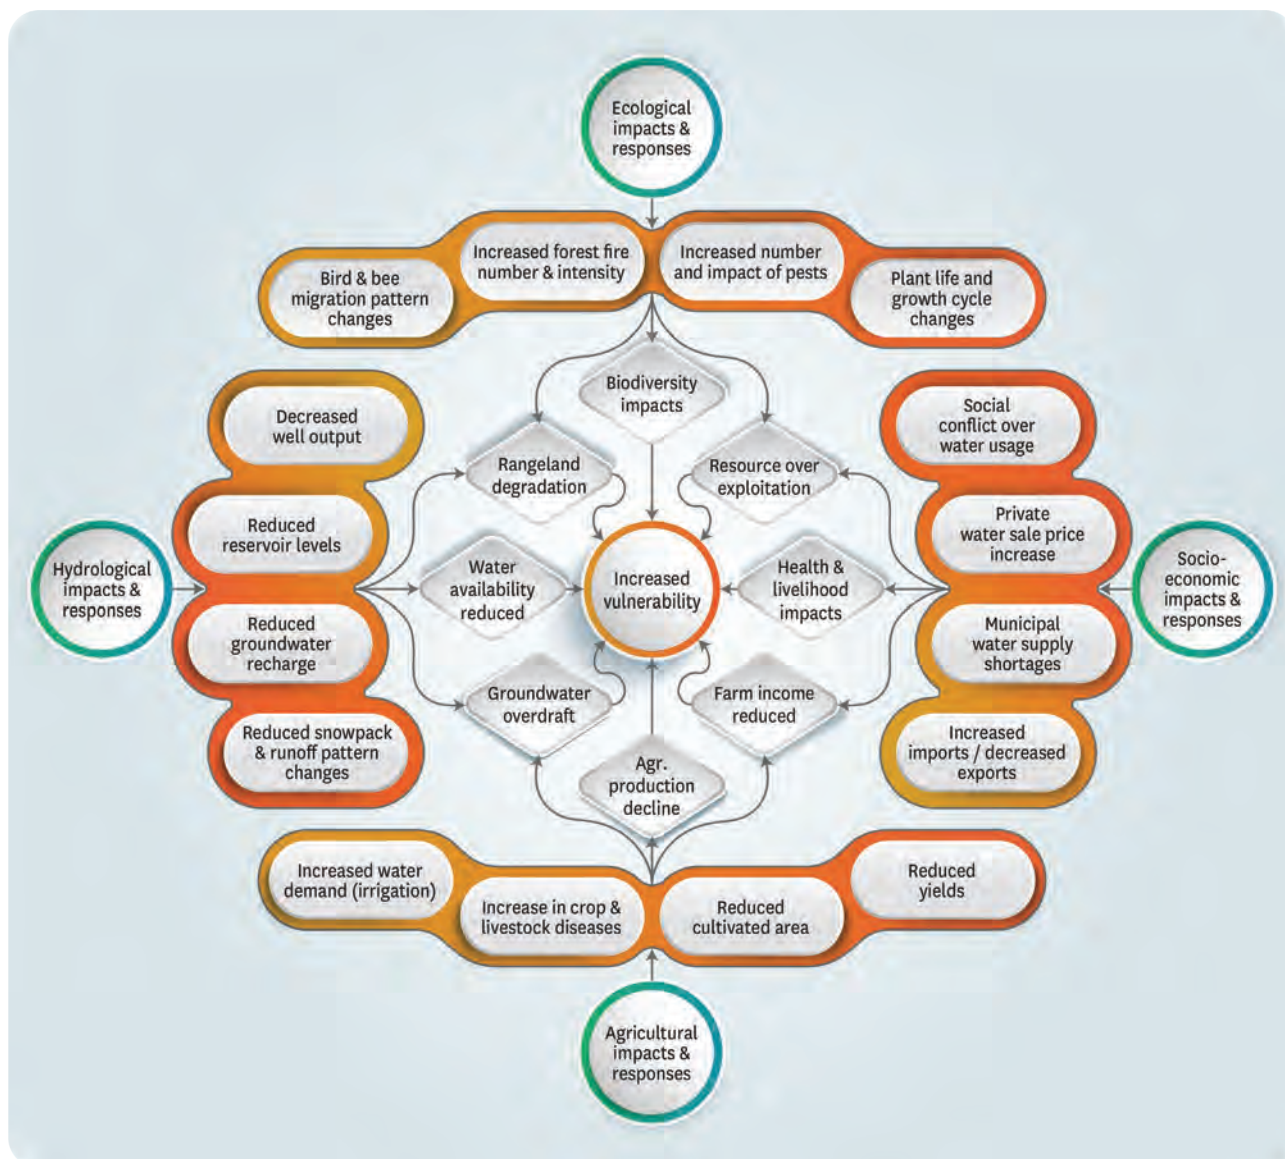 Ecological
impacts &
responses
Bird & bee
migration pattern
changes
Increased forest fire
number & intensity
Increased number
and impact of pests
Plant life and
growth cycle
changes
Biodiversity
impacts
Rangeland
degradation
Resource over
exploitation
Decreased
well output
Reduced
reservoir levels
Reduced
groundwater
recharge
Reduced snowpack
& runoff pattern
changes
Hydrological
impacts &
responses
Water
availability
reduced
Increased
vulnerability
Health &
livelihood
impacts
Social
conflict over
water usage
Private
water sale price
increase
Municipal
water supply
shortages
Increased
imports / decreased
exports
Socio-
economic
impacts &
responses
Groundwater
overdraft
Farm income
reduced
Agr.
production
decline
Increased water
demand (irrigation)
Increase in crop &
livestock diseases
Reduced
cultivated area
Reduced
yields
Agricultural
impacts &
responses